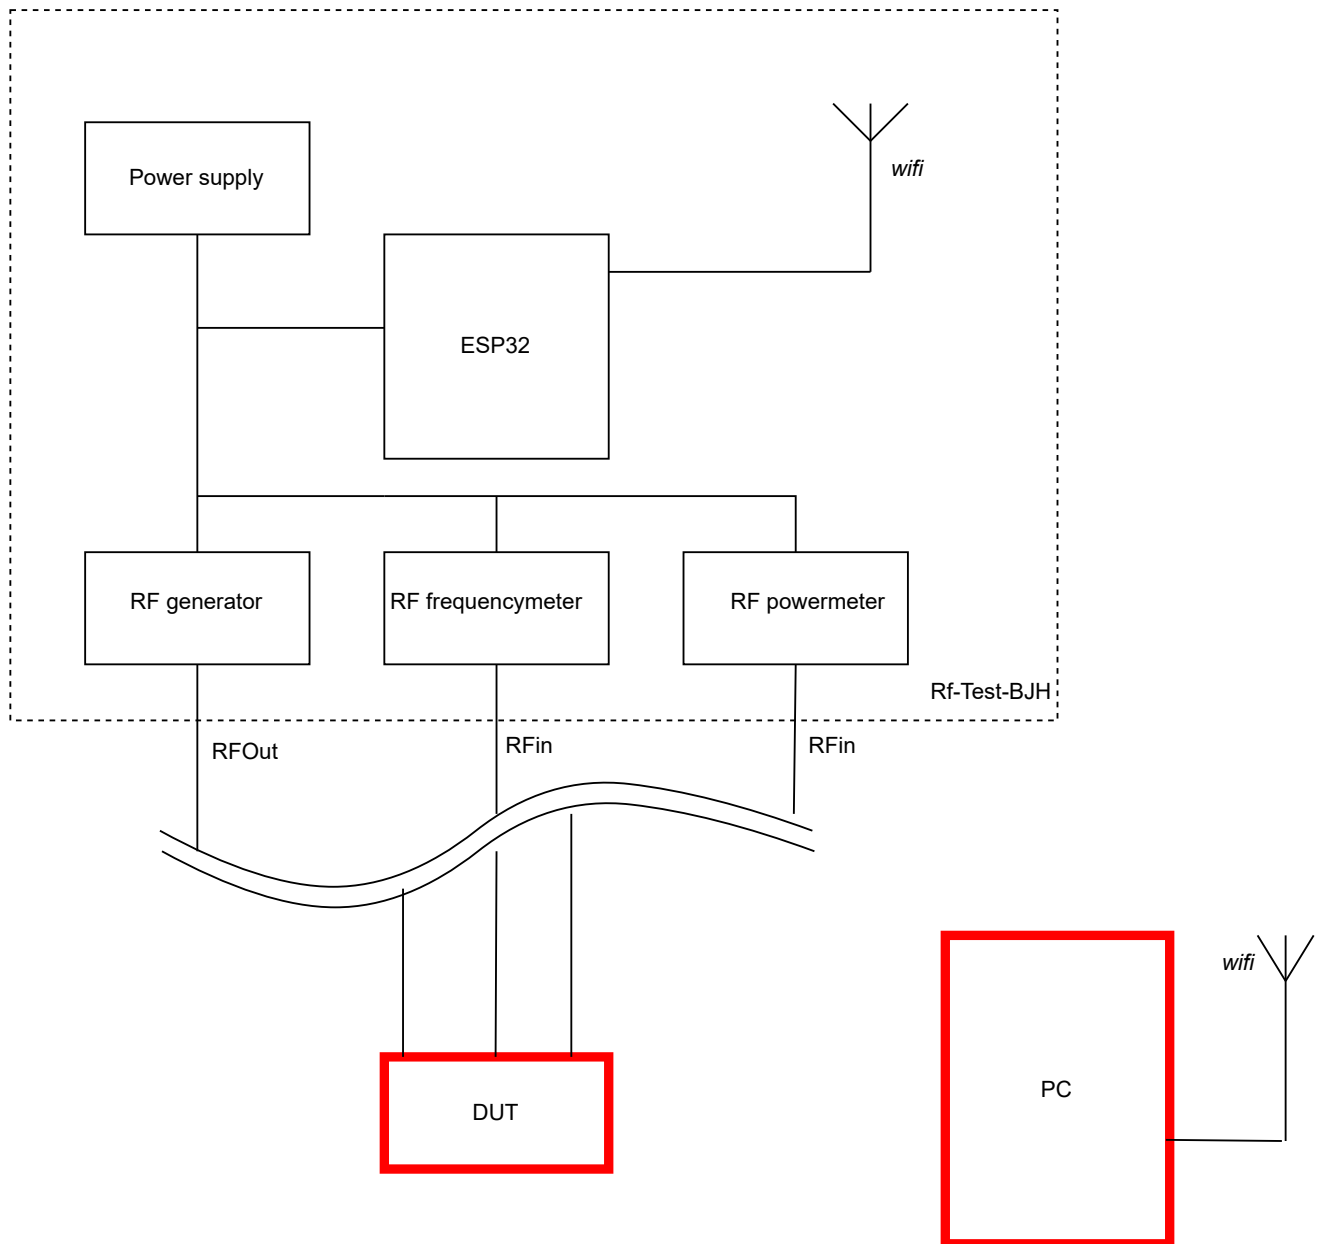 Power supply
wifi
ESP32
RF generator
RF frequencymeter
RF powermeter
Rf-Test-BJH
RFOut
RFin
RFin
wifi
PC
DUT